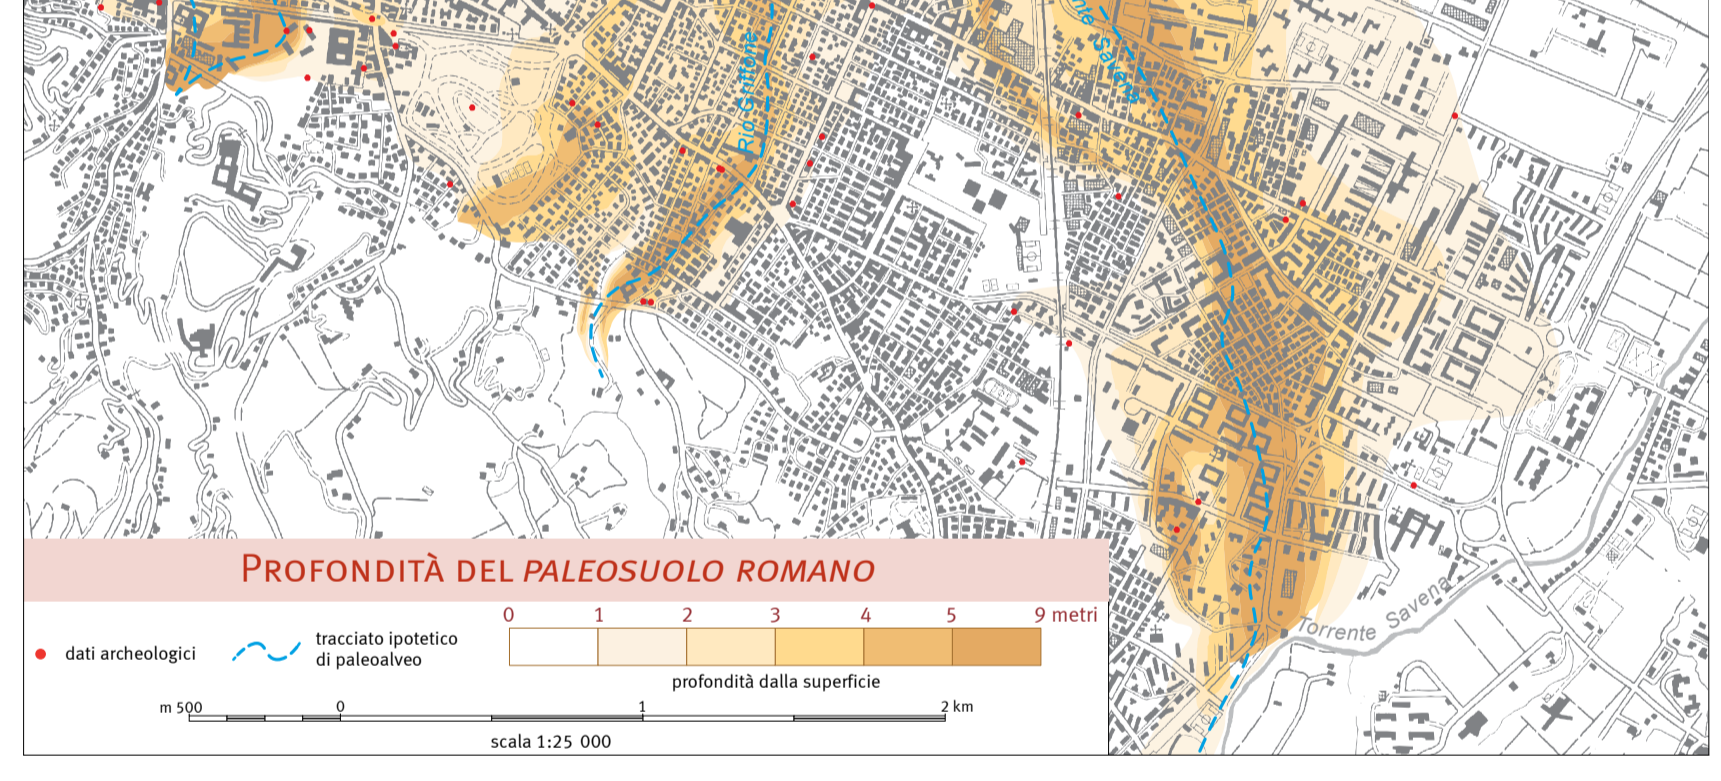 Rio Grifone
Savena
Torrente Savena
PROFONDITÀ DEL PALEOSUOLO ROMANO
0 1 2 3 4 5 9 metri
dati archeologici
tracciato ipotetico
di paleoalveo
profondità dalla superficie
m 500 0 1 2 km
scala 1:25 000